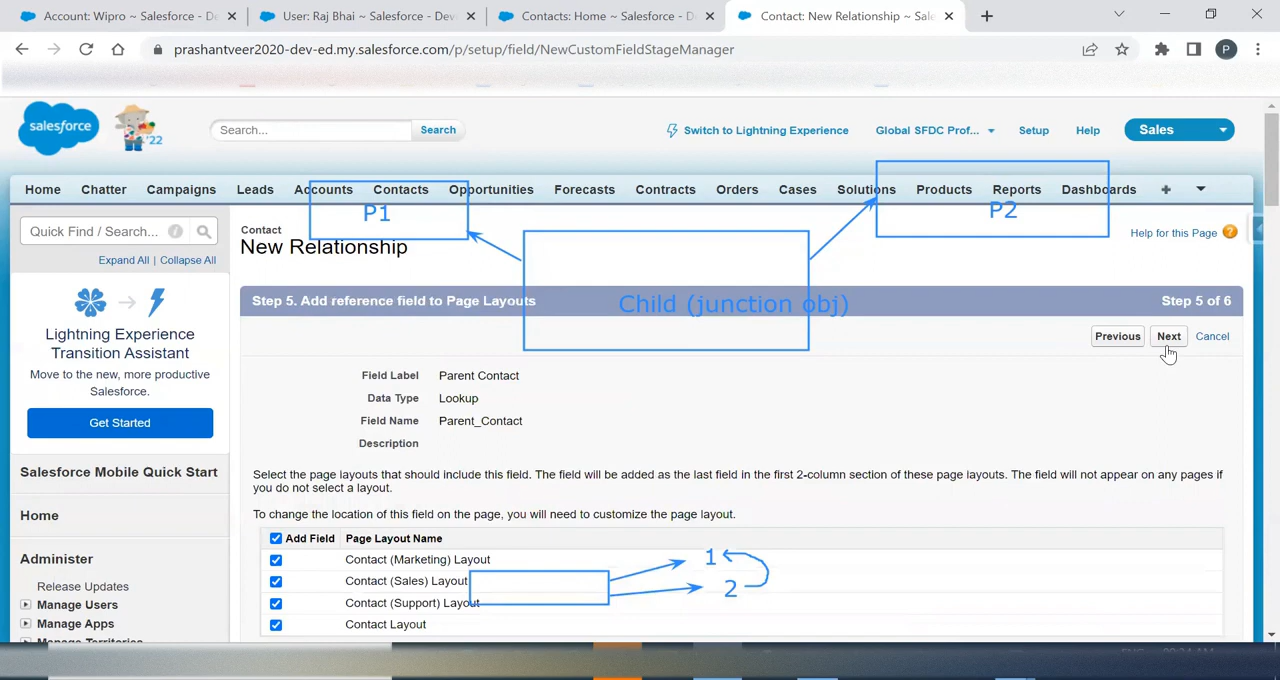 Account: Wipro ~ Salesforce - De
User: Raj Bhai ~ Salesforce - Deve
Contacts: Home ~ Salesforce - D
Contact: New Relationship ~ Sale
prashantveer2020-dev-ed.my.salesforce.com/p/setup/field/NewCustomFieldStageManager
P
salesforce
'22
Search...
Search
Switch to Lightning Experience
Global SFDC Prof...
Setup
Help
Sales
Home
Chatter
Campaigns
Leads
Accounts
Contacts
Opportunities
Forecasts
Contracts
Orders
Cases
Solutions
Products
Reports
Dashboards
P1
P2
Quick Find / Search...
Expand All | Collapse All
Contact
New Relationship
Help for this Page
Child (junction obj)
Step 5. Add reference field to Page Layouts
Step 5 of 6
Previous
Next
Cancel
Lightning Experience
Transition Assistant
Move to the new, more productive
Salesforce.
Get Started
Field Label Parent Contact
Data Type Lookup
Field Name Parent_Contact
Description
Select the page layouts that should include this field. The field will be added as the last field in the first 2-column section of these page layouts. The field will not appear on any pages if
you do not select a layout.
To change the location of this field on the page, you will need to customize the page layout.
Add Field Page Layout Name
Contact (Marketing) Layout
Contact (Sales) Layout
Contact (Support) Layout
Contact Layout
1
2
Salesforce Mobile Quick Start
Home
Administer
Release Updates
Manage Users
Manage Apps
Manage Territories